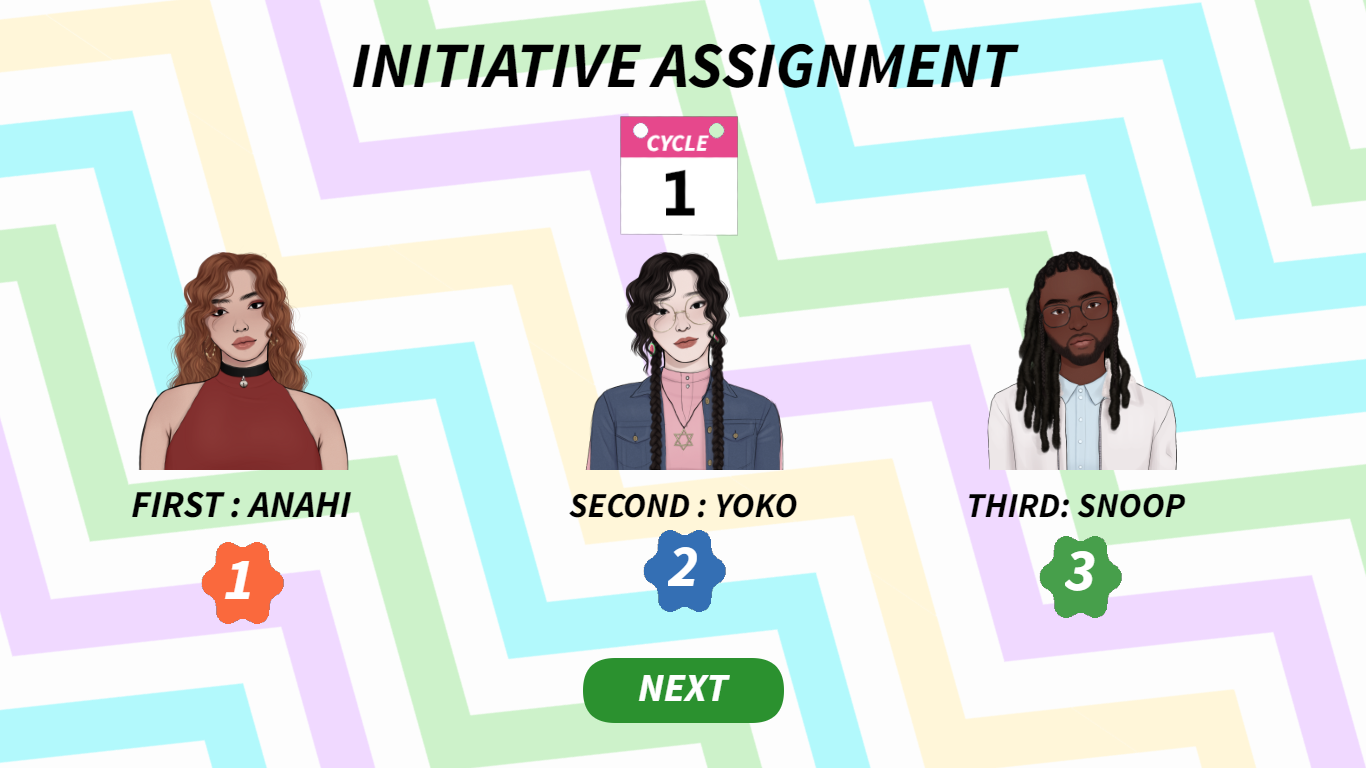 INITIATIVE ASSIGNMENT
CYCLE
1
FIRST : ANAHI
SECOND : YOKO
THIRD: SNOOP
1
2
3
NEXT